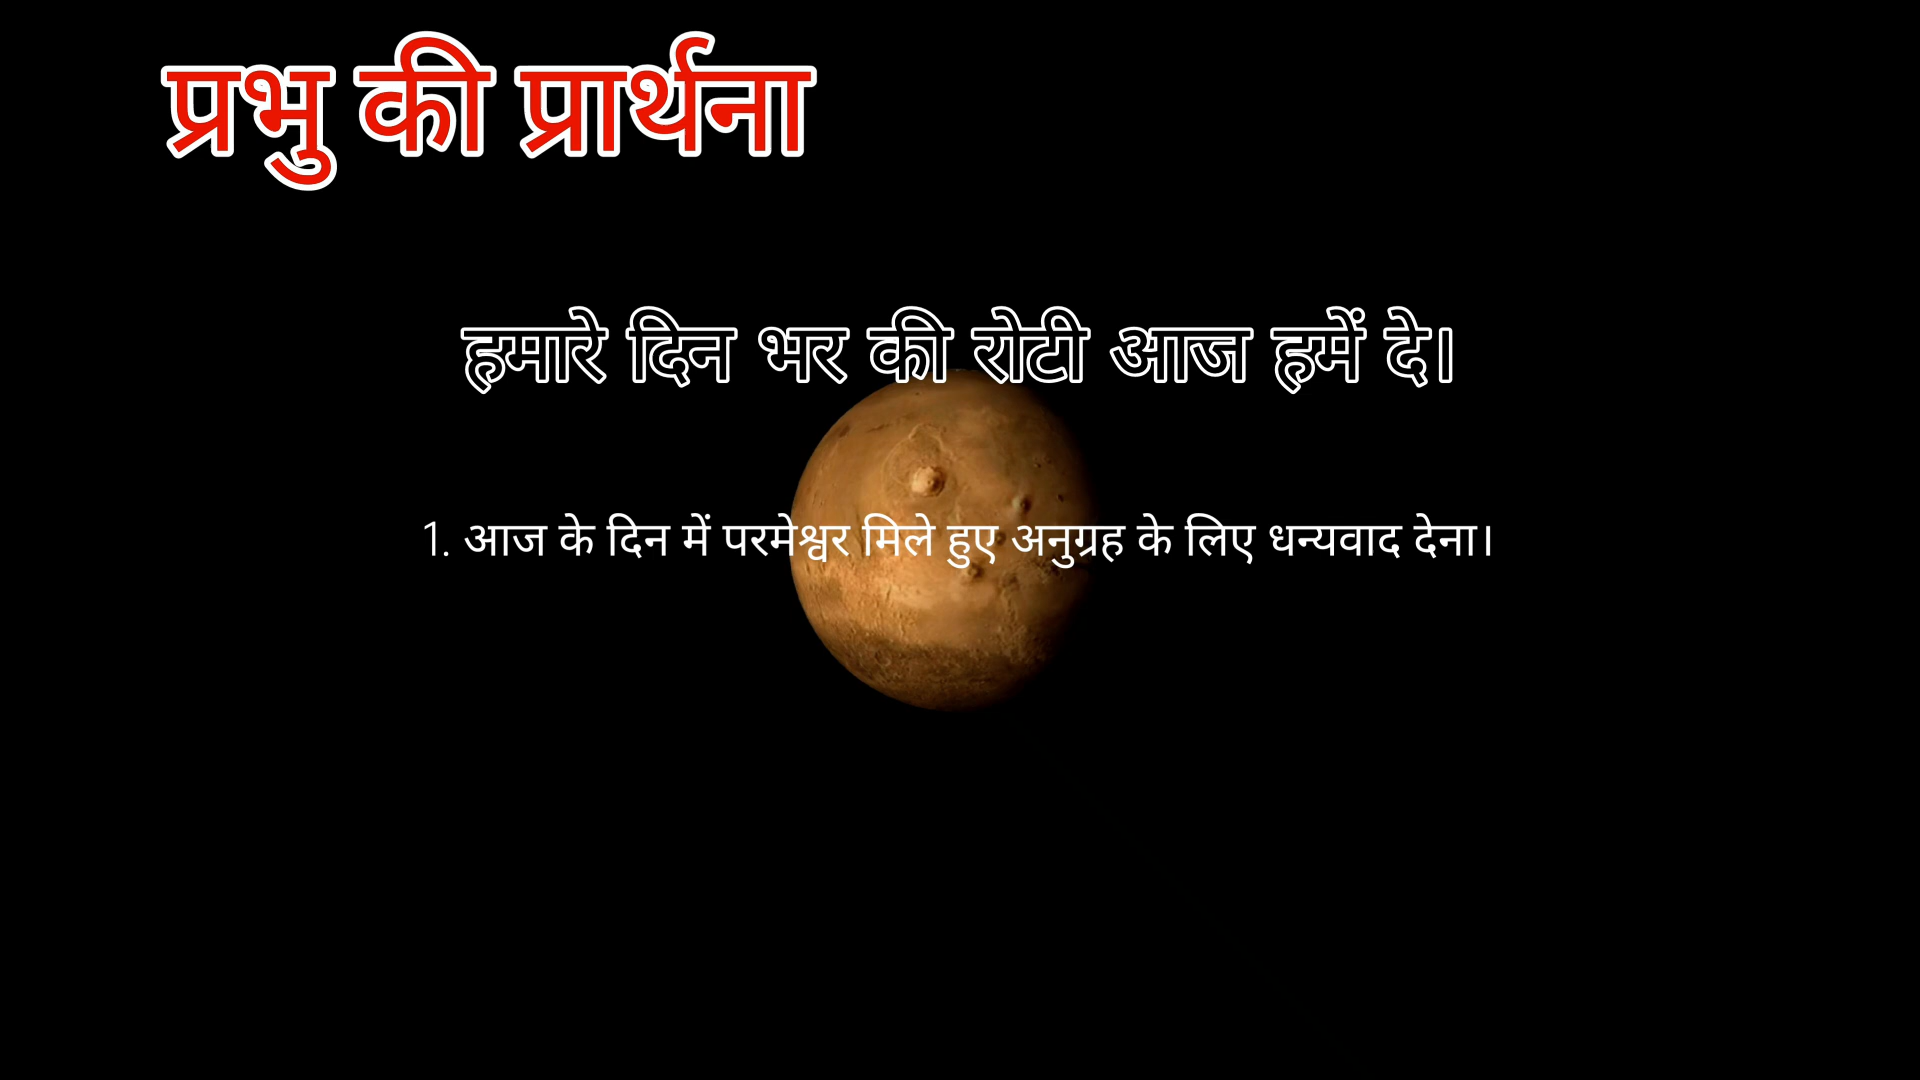 प्रभु की प्रार्थना
हमारे दिन भर की रोटी आज हमें दे।
1. आज के दिन में परमेश्वर मिले हुए अनुग्रह के लिए धन्यवाद देना।